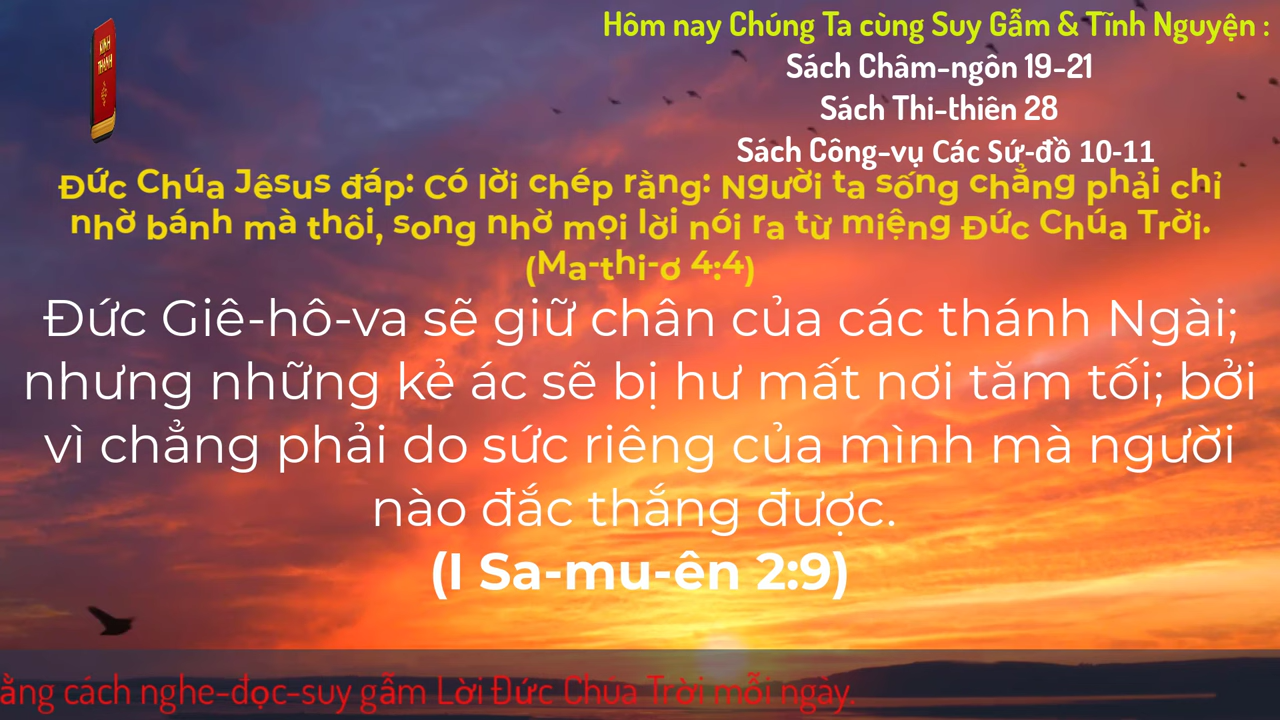 KINH
THÁNH
Hôm nay Chúng Ta cùng Suy Gẫm & Tĩnh Nguyện :
Sách Châm-ngôn 19-21
Sách Thi-thiên 28
Sách Công-vụ Các Sứ-đồ 10-11
Đức Chúa Jêsus đáp: Có lời chép rằng: Người ta sống chẳng phải chỉ
nhờ bánh mà thôi, song nhờ mọi lời nói ra từ miệng Đức Chúa Trời.
(Ma-thi-ơ 4:4)
Đức Giê-hô-va sẽ giữ chân của các thánh Ngài;
nhưng những kẻ ác sẽ bị hư mất nơi tăm tối; bởi
vì chẳng phải do sức riêng của mình mà người
nào đắc thắng được.
(I Sa-mu-ên 2:9)
ằng cách nghe-đọc-suy gẫm Lời Đức Chúa Trời mỗi ngày.